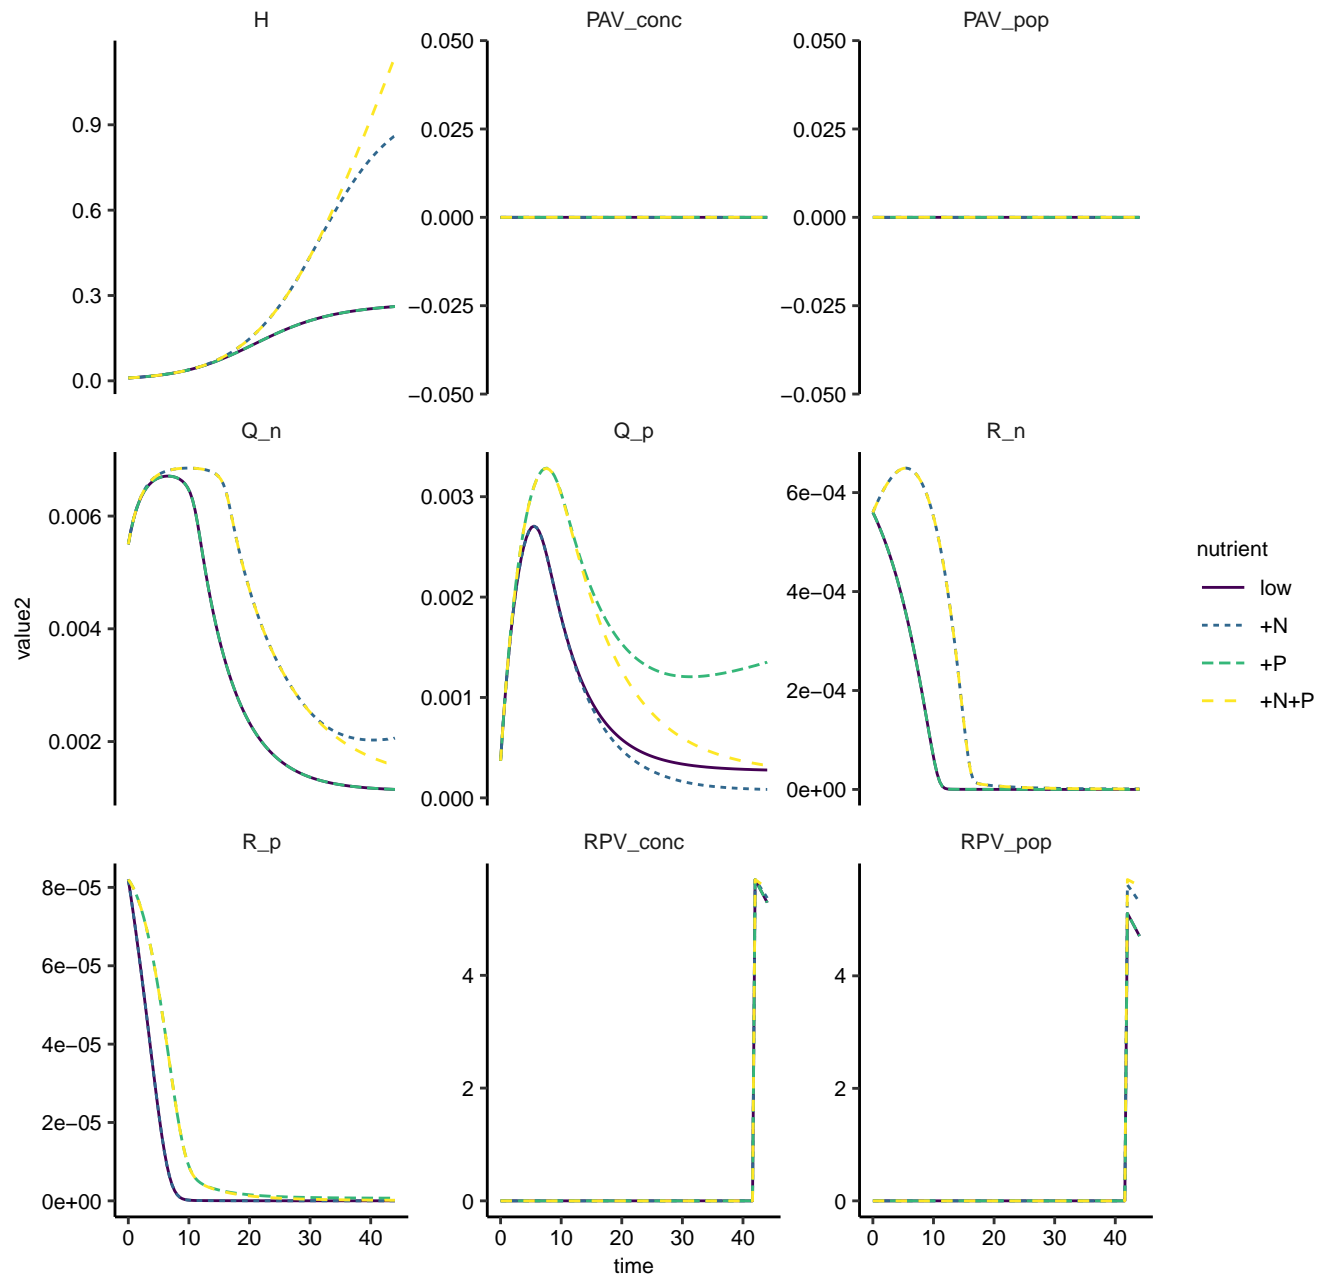 H
PAV_conc
PAV_pop
0.9
0.6
0.3
0.0
0.050
0.025
0.000
−0.025
−0.050
0.050
0.025
0.000
−0.025
−0.050
Q_n
Q_p
R_n
0.006
0.004
0.002
0.003
0.002
0.001
0.000
6e−04
4e−04
2e−04
0e+00
value2
R_p
RPV_conc
RPV_pop
8e−05
6e−05
4e−05
2e−05
0e+00
4
2
0
4
2
0
0 10 20 30 40
0 10 20 30 40
0 10 20 30 40
time
nutrient
low
+N
+P
+N+P